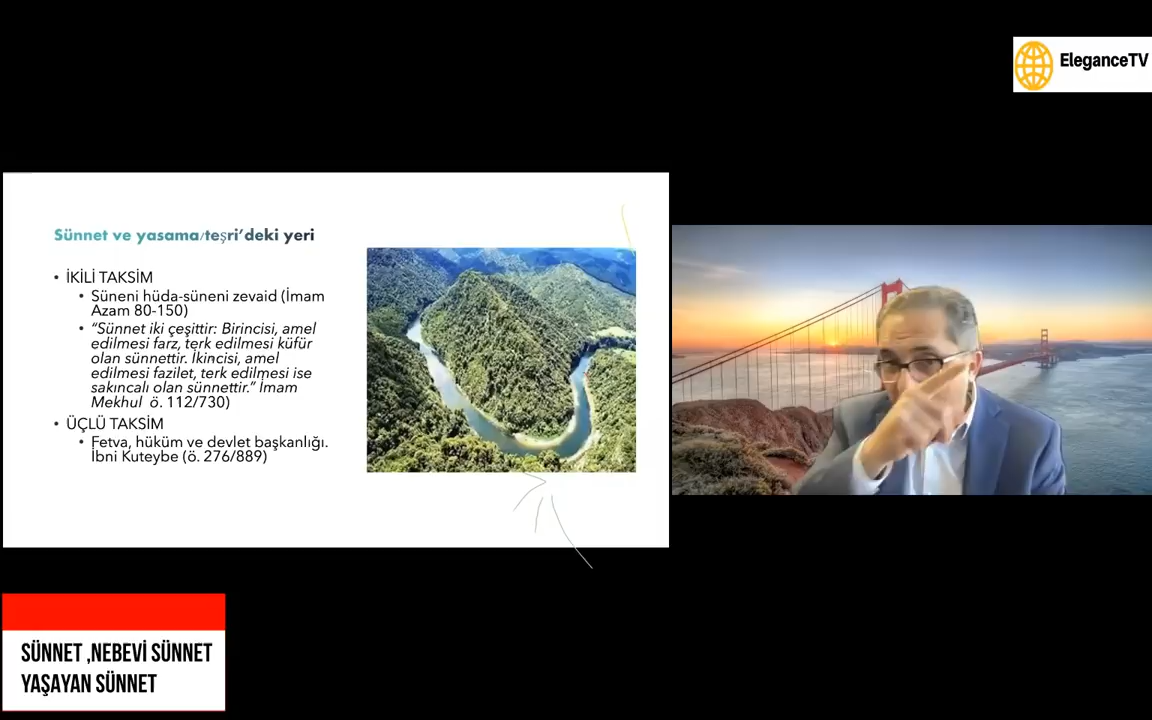 EleganceTV
Sünnet ve yasama/teşri'deki yeri
• İKİLİ TAKSİM
• Süneni hüda-süneni zevaid (İmam
Azam 80-150)
• “Sünnet iki çeşittir: Birincisi, amel
edilmesi farz, terk edilmesi küfür
olan sünnettir. İkincisi, amel
edilmesi fazilet, terk edilmesi ise
sakıncalı olan sünnettir.” İmam
Mekhul ö. 112/730)
• ÜÇLÜ TAKSİM
• Fetva, hüküm ve devlet başkanlığı.
İbni Kuteybe (ö. 276/889)
SÜNNET ,NEBEVİ SÜNNET
YAŞAYAN SÜNNET